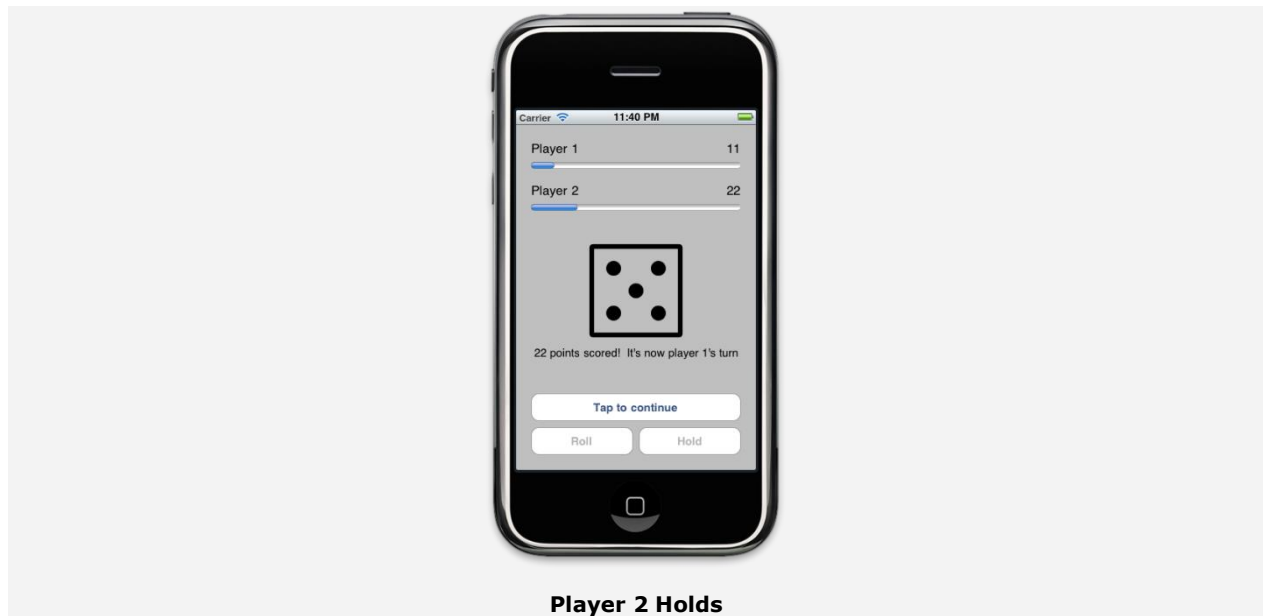 Carrier 11:40 PM
Player 1 11
Player 2 22
22 points scored! It's now player 1's turn
Tap to continue
Roll Hold
Player 2 Holds